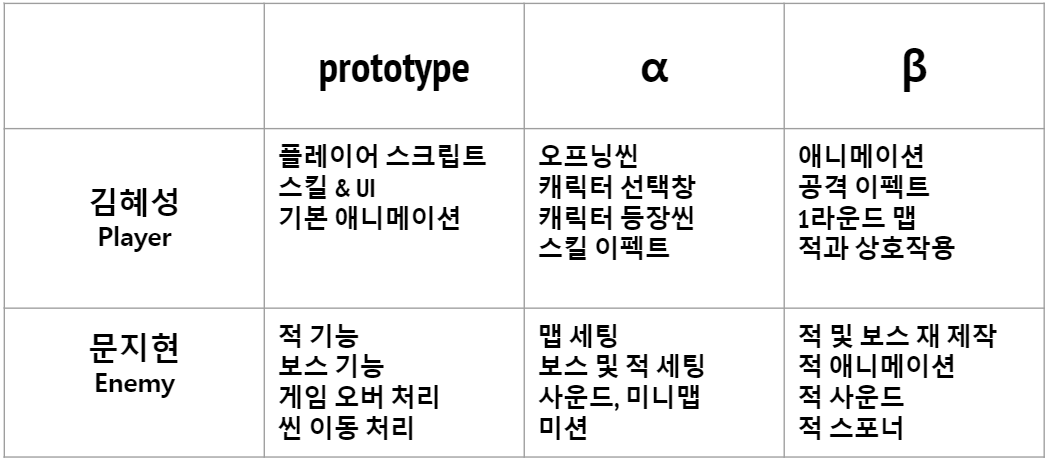 prototype
α
β
김혜성
Player
플레이어 스크립트
스킬 & UI
기본 애니메이션
오프닝씬
캐릭터 선택창
캐릭터 등장씬
스킬 이펙트
애니메이션
공격 이펙트
1라운드 맵
적과 상호작용
문지현
Enemy
적 기능
보스 기능
게임 오버 처리
씬 이동 처리
맵 세팅
보스 및 적 세팅
사운드, 미니맵
미션
적 및 보스 재 제작
적 애니메이션
적 사운드
적 스포너